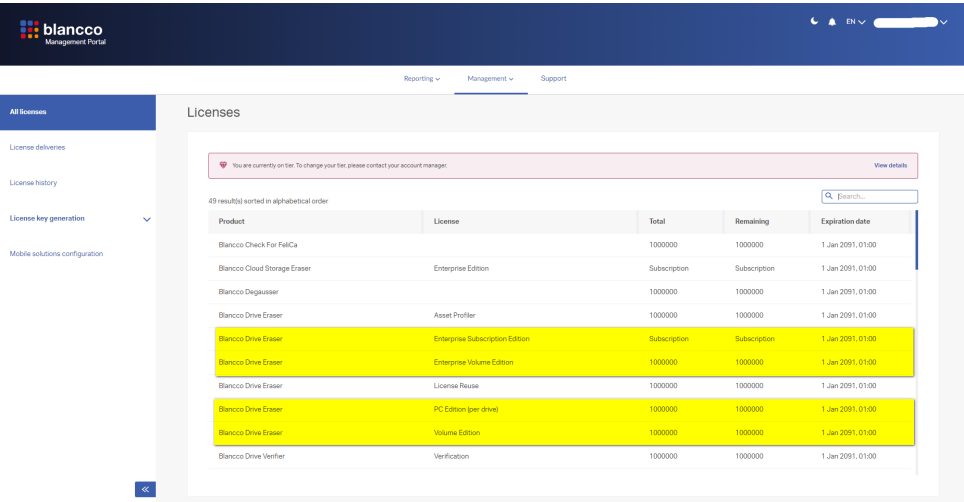 blancco
Management Portal
EN
Reporting
Management
Support
All licenses
License deliveries
License history
License key generation
Mobile solutions configuration
Licenses
You are currently on tier. To change your tier, please contact your account manager.
View details
49 result(s) sorted in alphabetical order
Search...
Product License Total Remaining Expiration date
Blancco Check For FeliCa 1000000 1000000 1 Jan 2091, 01:00
Blancco Cloud Storage Eraser Enterprise Edition Subscription Subscription 1 Jan 2091, 01:00
Blancco Degausser 1000000 1000000 1 Jan 2091, 01:00
Blancco Drive Eraser Asset Profiler 1000000 1000000 1 Jan 2091, 01:00
Blancco Drive Eraser Enterprise Subscription Edition Subscription Subscription 1 Jan 2091, 01:00
Blancco Drive Eraser Enterprise Volume Edition 1000000 1000000 1 Jan 2091, 01:00
Blancco Drive Eraser License Reuse 1000000 1000000 1 Jan 2091, 01:00
Blancco Drive Eraser PC Edition (per drive) 1000000 1000000 1 Jan 2091, 01:00
Blancco Drive Eraser Volume Edition 1000000 1000000 1 Jan 2091, 01:00
Blancco Drive Verifier Verification 1000000 1000000 1 Jan 2091, 01:00